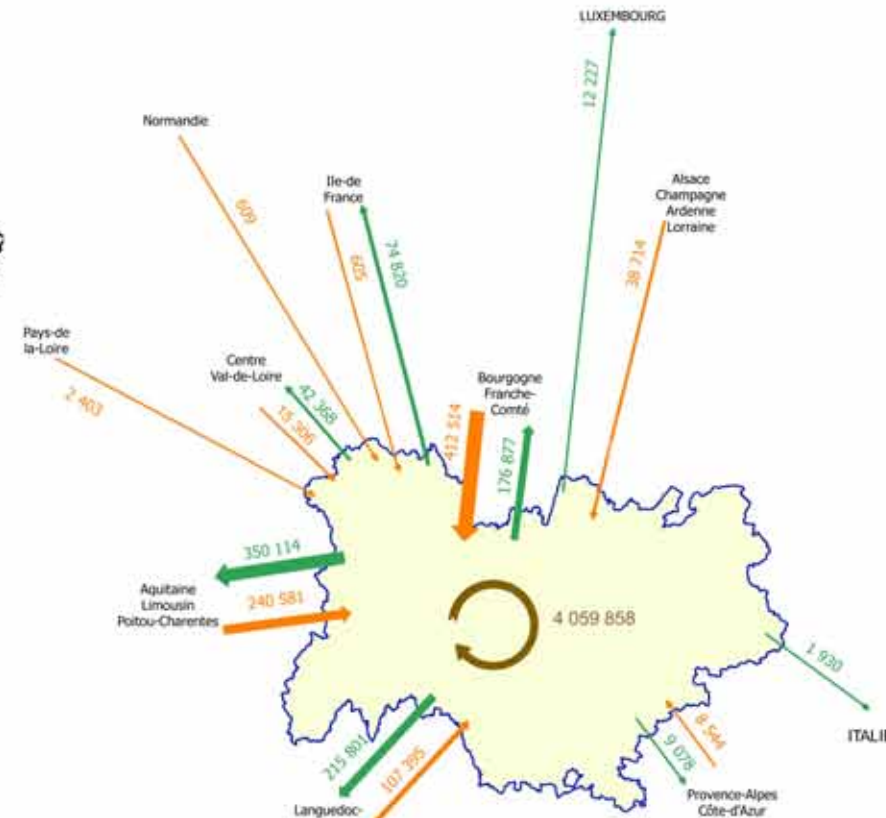 LUXEMBOURG
12 227
Normandie
609
Ile-de
France
605
74 820
Alsace
Champagne
Ardenne
Lorraine
38 714
Pays-de
la-Loire
2 403
Centre
Val-de-Loire
42 368
15 306
Bourgogne
Franche-
Comté
412 514
176 877
350 114
Aquitaine
Limousin
Poitou-Charentes
240 581
4 059 858
1 930
ITALIE
215 801
107 395
Languedoc-
9 078
8 544
Provence-Alpes
Côte-d'Azur